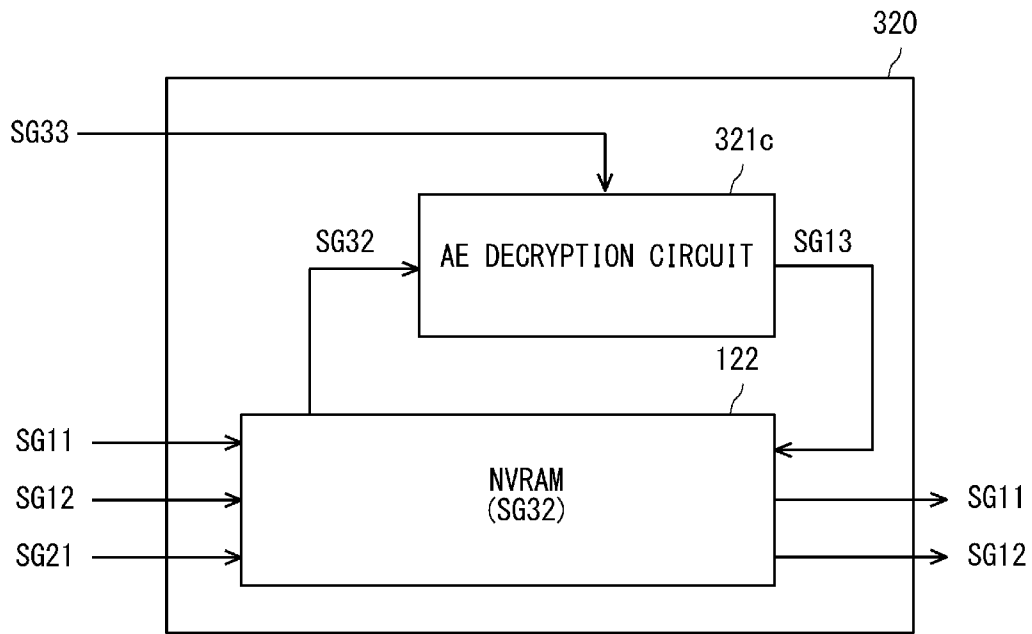 320
SG33
321c
SG32
AE DECRYPTION CIRCUIT
SG13
122
SG11
SG12
SG21
NVRAM
(SG32)
SG11
SG12